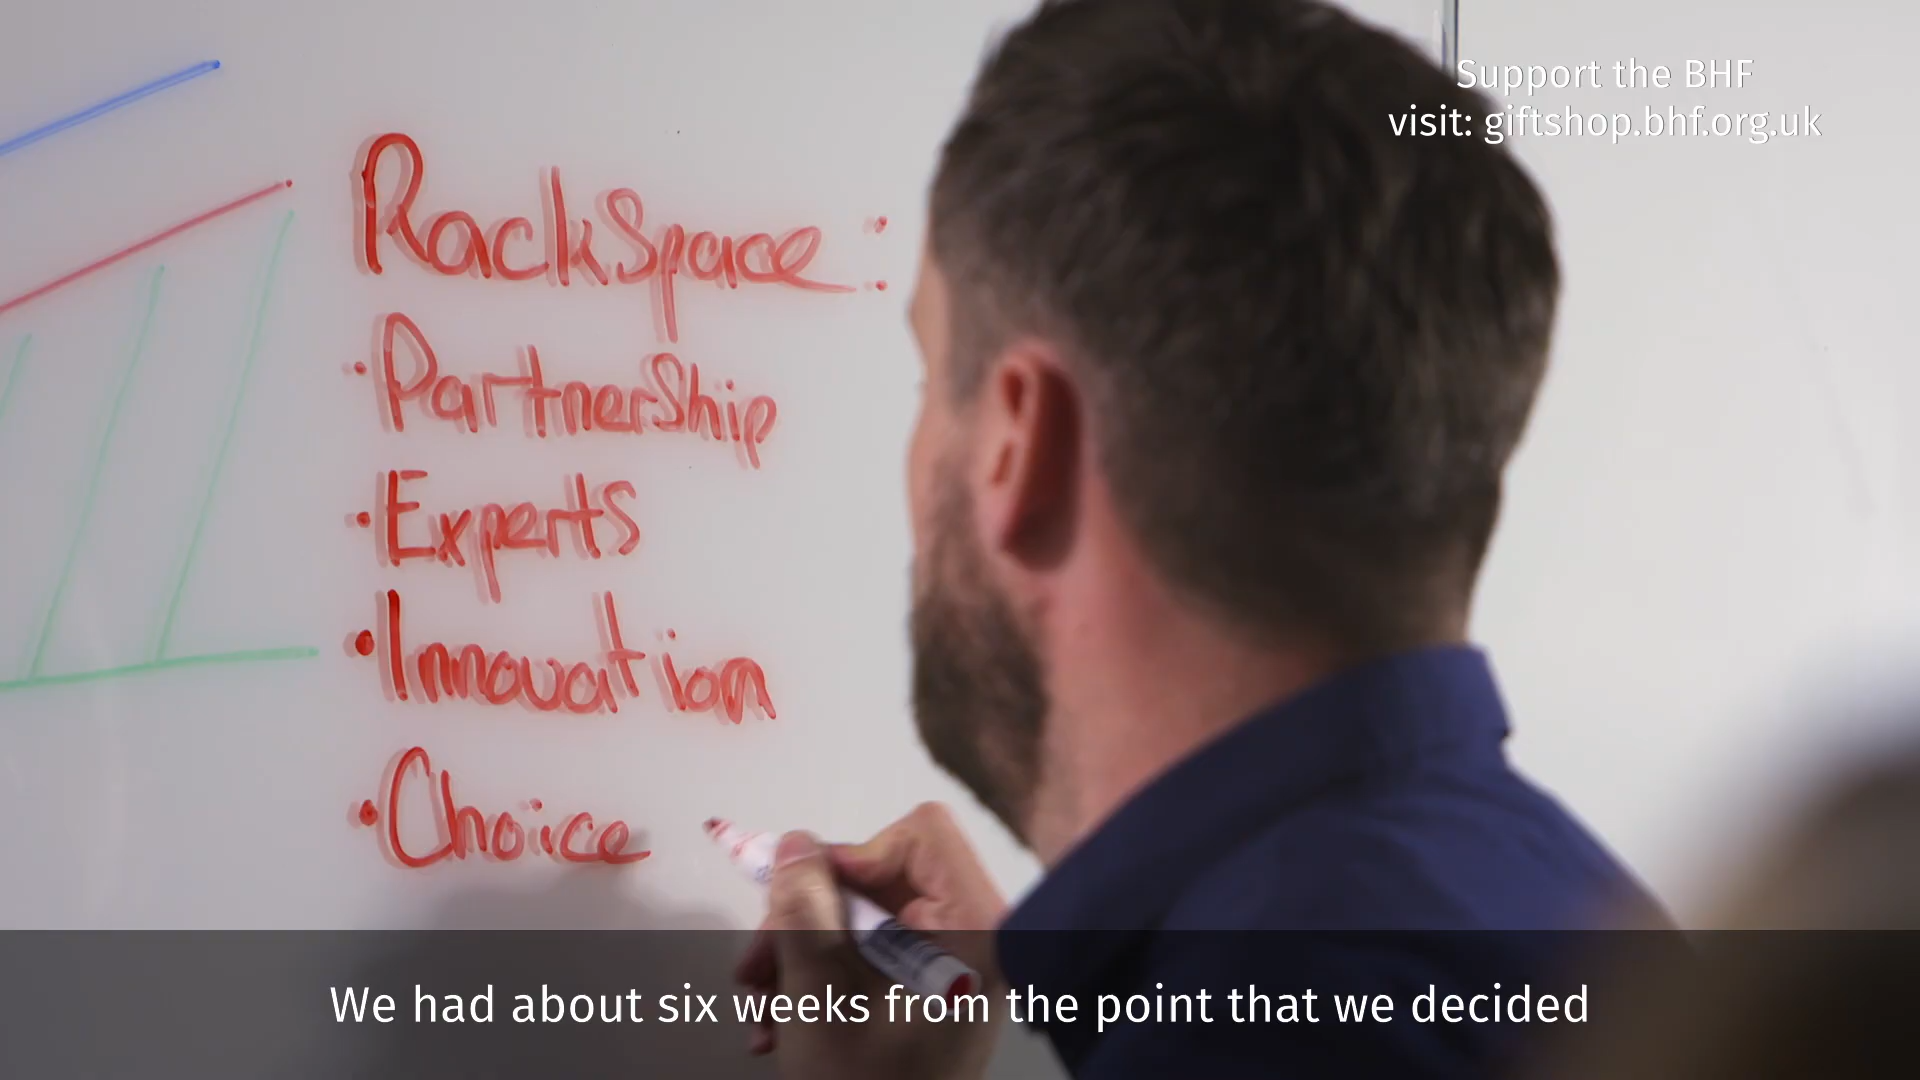 Support the BHF
visit: giftshop.bhf.org.uk
RackSpace:
• PartnerShip
• Experts
• Innovation
• Choice
We had about six weeks from the point that we decided